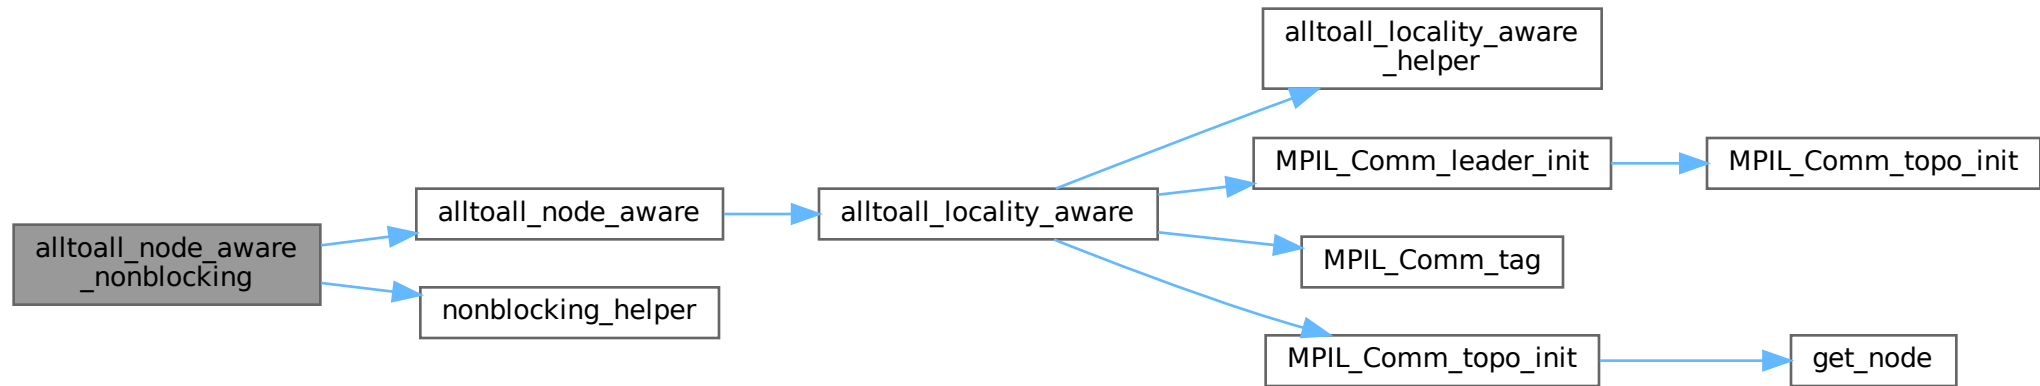 alltoall_node_aware
_nonblocking
alltoall_node_aware
nonblocking_helper
alltoall_locality_aware
alltoall_locality_aware
_helper
MPIL_Comm_leader_init
MPIL_Comm_tag
MPIL_Comm_topo_init
MPIL_Comm_topo_init
get_node